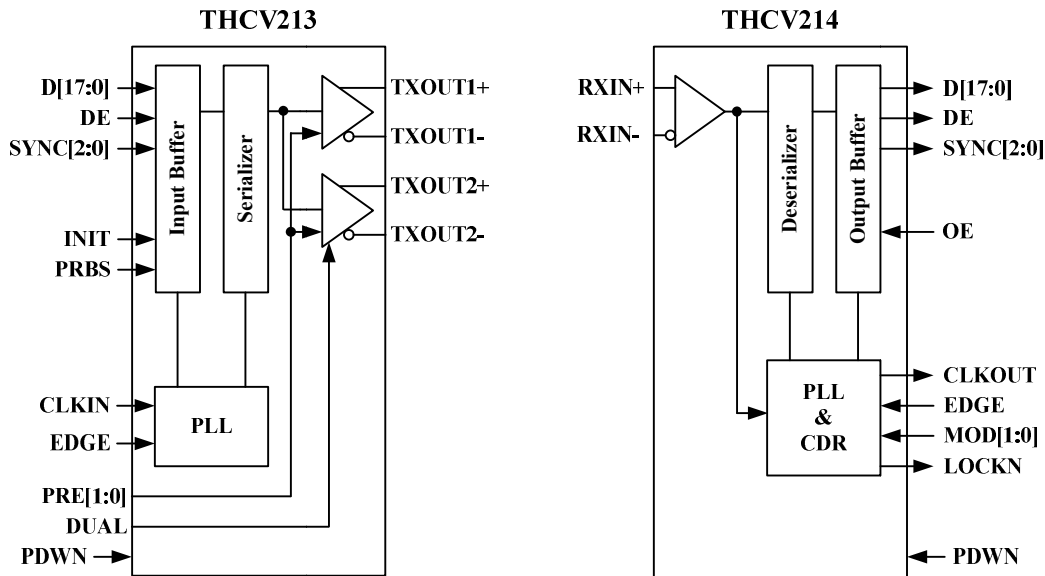 THCV213
D[17:0]
DE
SYNC[2:0]
INIT
PRBS
CLKIN
EDGE
PRE[1:0]
DUAL
PDWN
Input Buffer
Serializer
PLL
TXOUT1+
TXOUT1-
TXOUT2+
TXOUT2-
THCV214
RXIN+
RXIN-
Deserializer
Output Buffer
PLL
&
CDR
D[17:0]
DE
SYNC[2:0]
OE
CLKOUT
EDGE
MOD[1:0]
LOCKN
PDWN